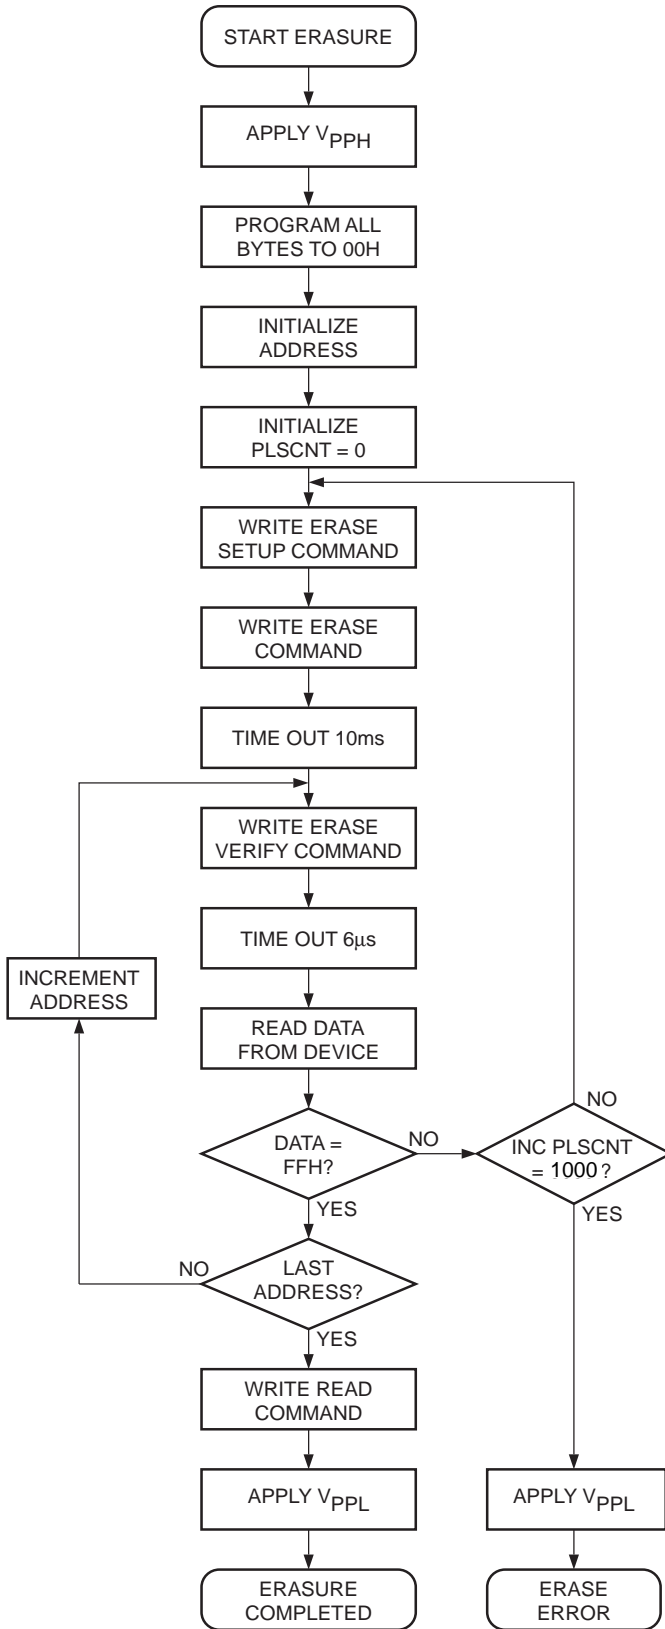 START ERASURE
APPLY VPPH
PROGRAM ALL
BYTES TO 00H
INITIALIZE
ADDRESS
INITIALIZE
PLSCNT = 0
WRITE ERASE
SETUP COMMAND
WRITE ERASE
COMMAND
TIME OUT 10ms
WRITE ERASE
VERIFY COMMAND
TIME OUT 6μs
INCREMENT
ADDRESS
READ DATA
FROM DEVICE
DATA =
FFH?
NO
YES
INC PLSCNT
= 1000 ?
NO
YES
LAST
ADDRESS?
NO
YES
WRITE READ
COMMAND
APPLY VPPL
ERASURE
COMPLETED
APPLY VPPL
ERASE
ERROR